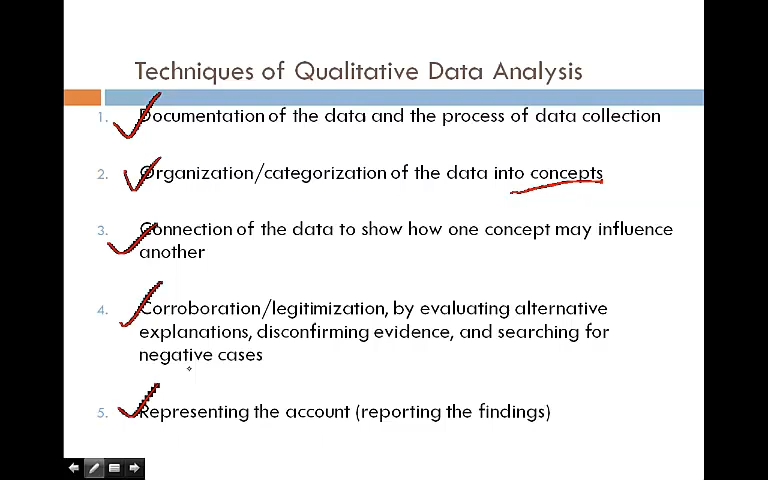 Techniques of Qualitative Data Analysis
1. Documentation of the data and the process of data collection
2. Organization/categorization of the data into concepts
3. Connection of the data to show how one concept may influence
another
4. Corroboration/legitimization, by evaluating alternative
explanations, disconfirming evidence, and searching for
negative cases
5. Representing the account (reporting the findings)